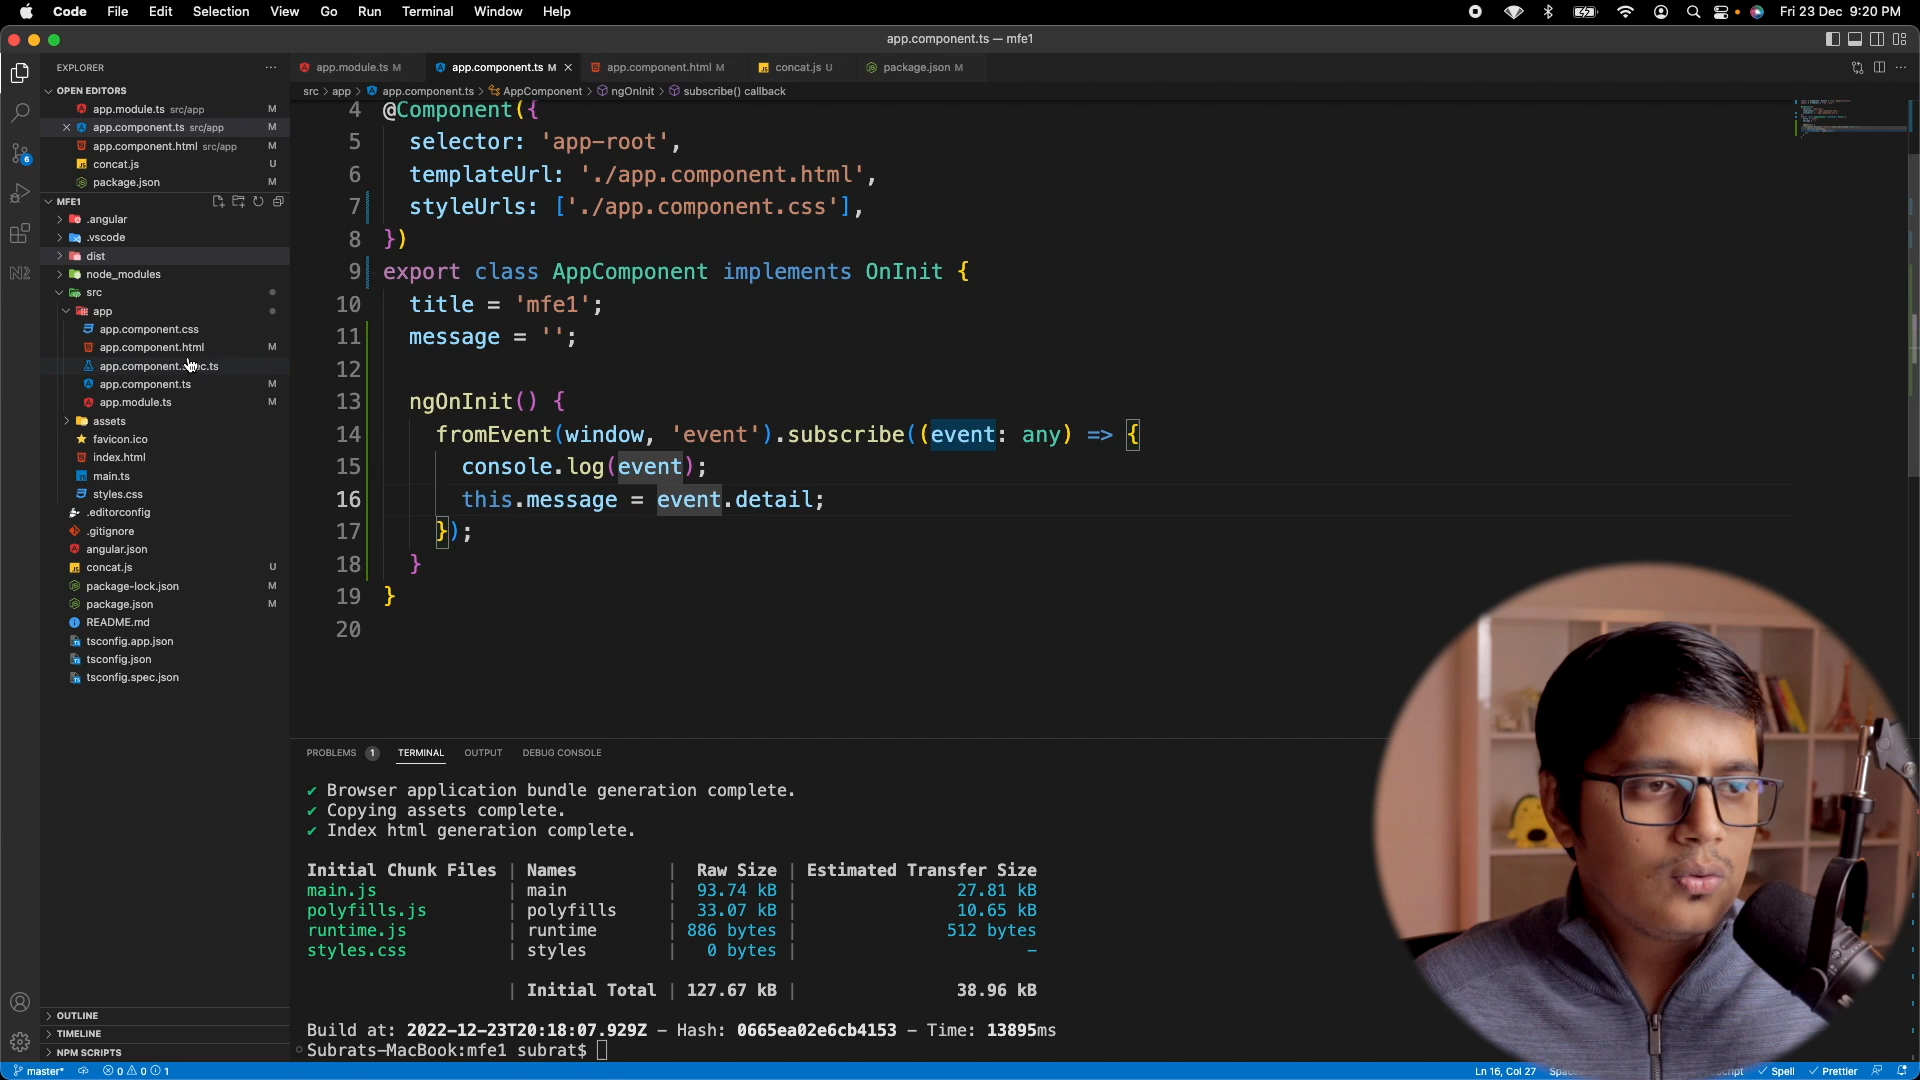 Code File Edit Selection View Go Run Terminal Window Help
Fri 23 Dec 9:20 PM
app.component.ts — mfe1
EXPLORER
OPEN EDITORS
app.module.ts src/app M
app.component.ts src/app M
app.component.html src/app M
concat.js U
package.json M
MFE1
.angular
.vscode
dist
node_modules
src
app
app.component.css
app.component.html M
app.component.spec.ts
app.component.ts M
app.module.ts M
assets
favicon.ico
index.html
main.ts
styles.css
.editorconfig
.gitignore
angular.json
concat.js U
package-lock.json M
package.json M
README.md
tsconfig.app.json
tsconfig.json
tsconfig.spec.json
OUTLINE
TIMELINE
NPM SCRIPTS
app.module.ts M app.component.ts M app.component.html M concat.js U package.json M
src > app > app.component.ts > AppComponent > ngOnInit > subscribe() callback
4 @Component({
5 selector: 'app-root',
6 templateUrl: './app.component.html',
7 styleUrls: ['./app.component.css'],
8 })
9 export class AppComponent implements OnInit {
10 title = 'mfe1';
11 message = '';
12
13 ngOnInit() {
14 fromEvent(window, 'event').subscribe((event: any) => {
15 console.log(event);
16 this.message = event.detail;
17 });
18 }
19 }
20
PROBLEMS 1 TERMINAL OUTPUT DEBUG CONSOLE
✔ Browser application bundle generation complete.
✔ Copying assets complete.
✔ Index html generation complete.
Initial Chunk Files | Names | Raw Size | Estimated Transfer Size
main.js | main | 93.74 kB | 27.81 kB
polyfills.js | polyfills | 33.07 kB | 10.65 kB
runtime.js | runtime | 886 bytes | 512 bytes
styles.css | styles | 0 bytes | -
| Initial Total | 127.67 kB | 38.96 kB
Build at: 2022-12-23T20:18:07.929Z - Hash: 0665ea02e6cb4153 - Time: 13895ms
Subrats-MacBook:mfe1 subrat$
master* 0 0 1 Ln 16, Col 27 Spell Prettier